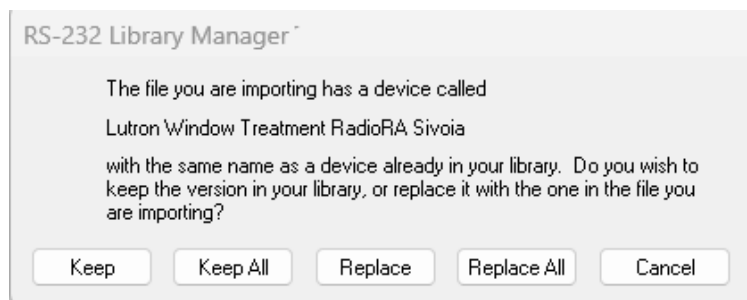 RS-232 Library Manager
The file you are importing has a device called
Lutron Window Treatment RadioRA Sivoia
with the same name as a device already in your library.  Do you wish to
keep the version in your library, or replace it with the one in the file you
are importing?
Keep Keep All Replace Replace All Cancel